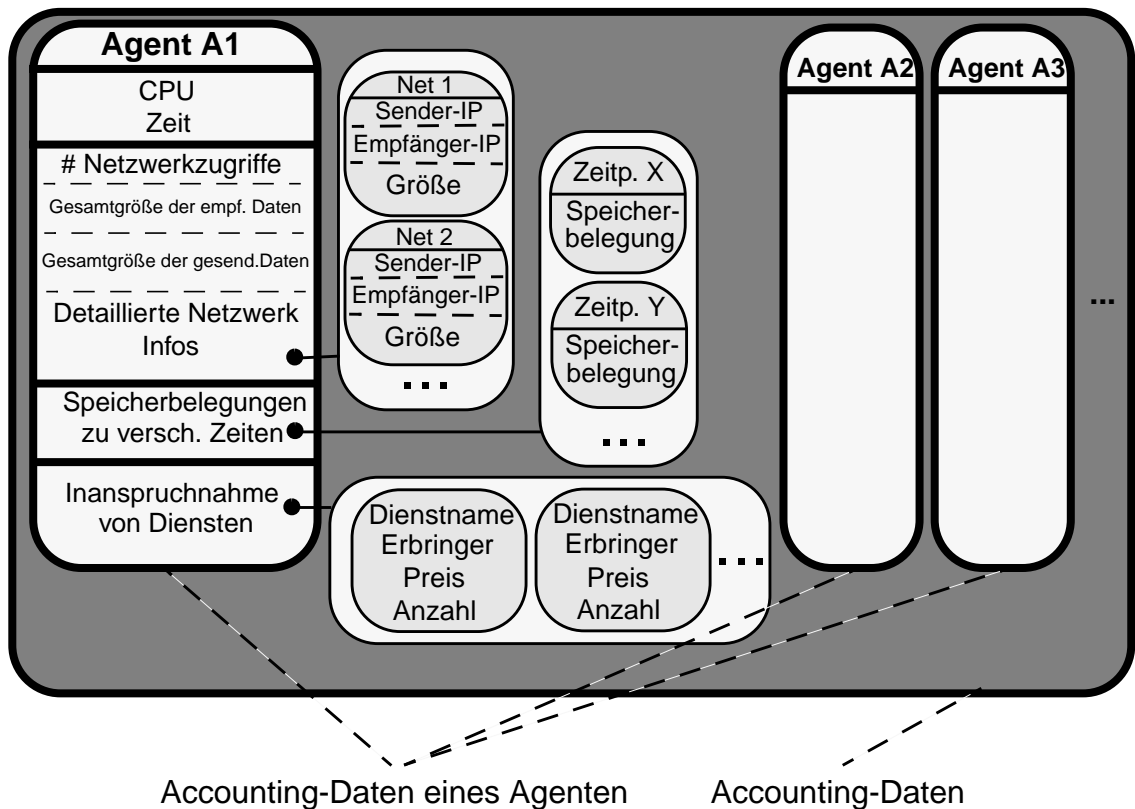 Agent A1
CPU
Zeit
# Netzwerkzugriffe
Gesamtgröße der empf. Daten
Gesamtgröße der gesend.Daten
Detaillierte Netzwerk
Infos
Speicherbelegungen
zu versch. Zeiten
Inanspruchnahme
von Diensten
Net 1
Sender-IP
Empfänger-IP
Größe
Net 2
Sender-IP
Empfänger-IP
Größe
...
Zeitp. X
Speicher-
belegung
Zeitp. Y
Speicher-
belegung
...
Dienstname
Erbringer
Preis
Anzahl
Dienstname
Erbringer
Preis
Anzahl
...
Agent A2
Agent A3
...
Accounting-Daten eines Agenten
Accounting-Daten